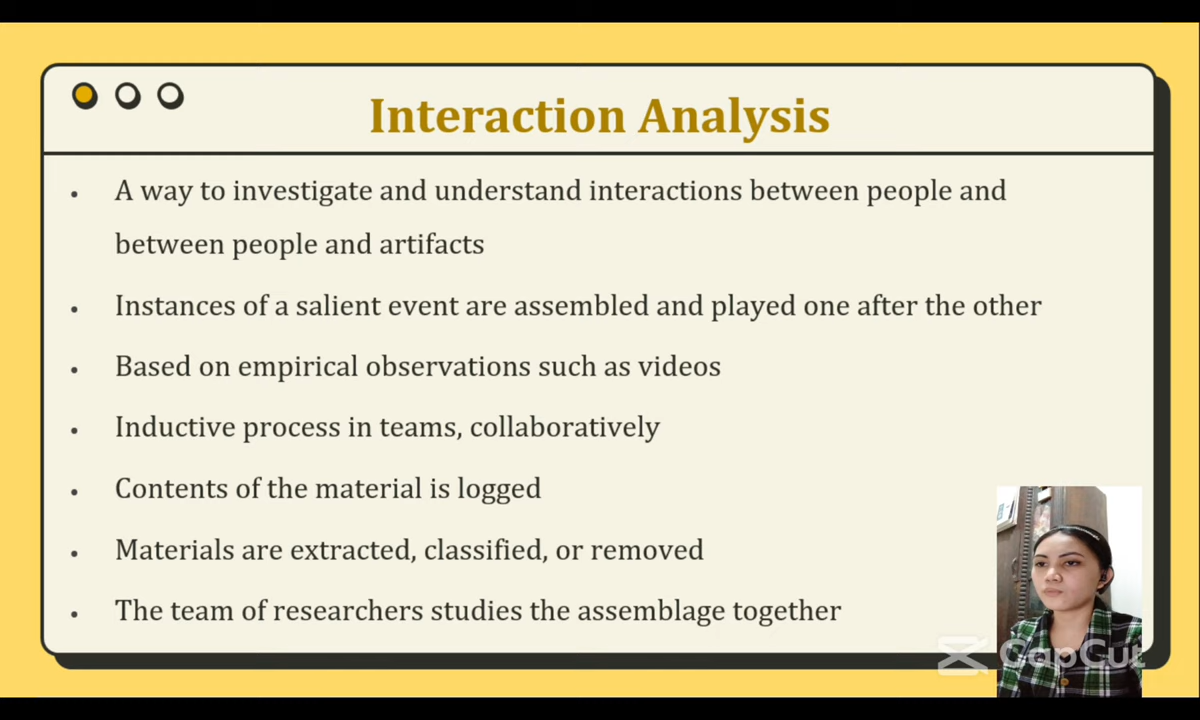 Interaction Analysis
• A way to investigate and understand interactions between people and
between people and artifacts
• Instances of a salient event are assembled and played one after the other
• Based on empirical observations such as videos
• Inductive process in teams, collaboratively
• Contents of the material is logged
• Materials are extracted, classified, or removed
• The team of researchers studies the assemblage together
CapCut